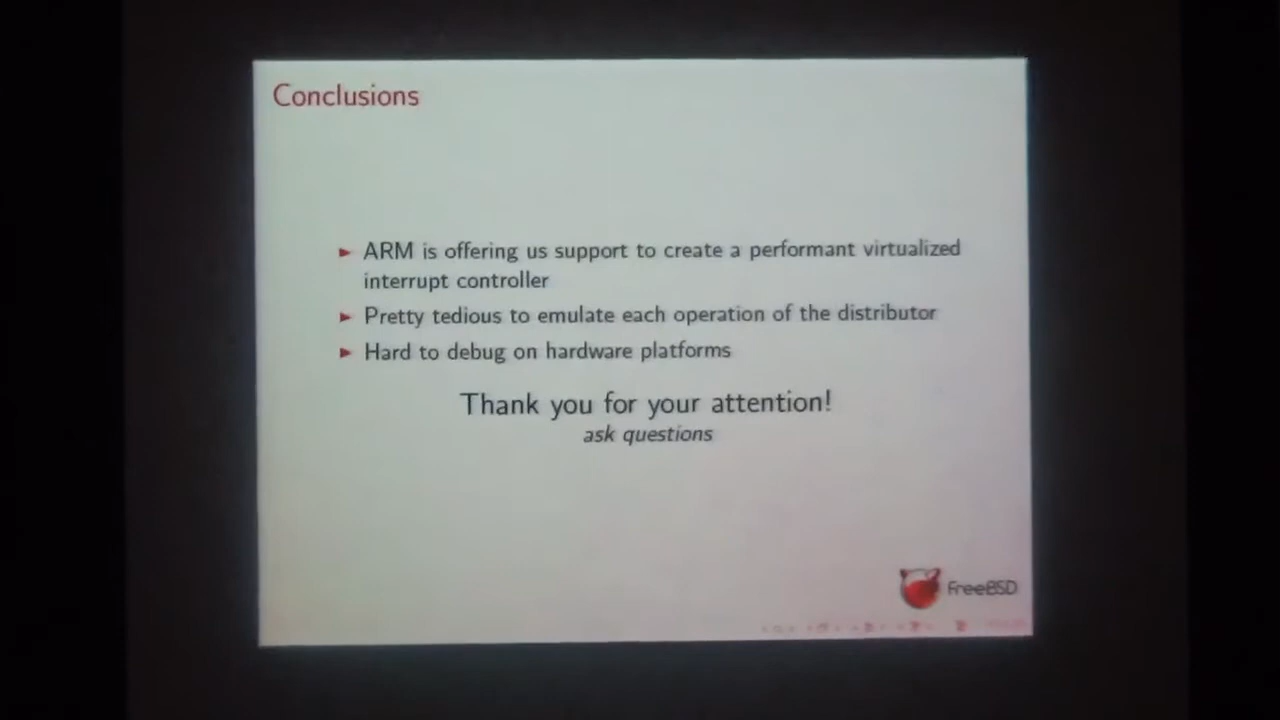 Conclusions
ARM is offering us support to create a performant virtualized
interrupt controller
Pretty tedious to emulate each operation of the distributor
Hard to debug on hardware platforms
Thank you for your attention!
ask questions
FreeBSD